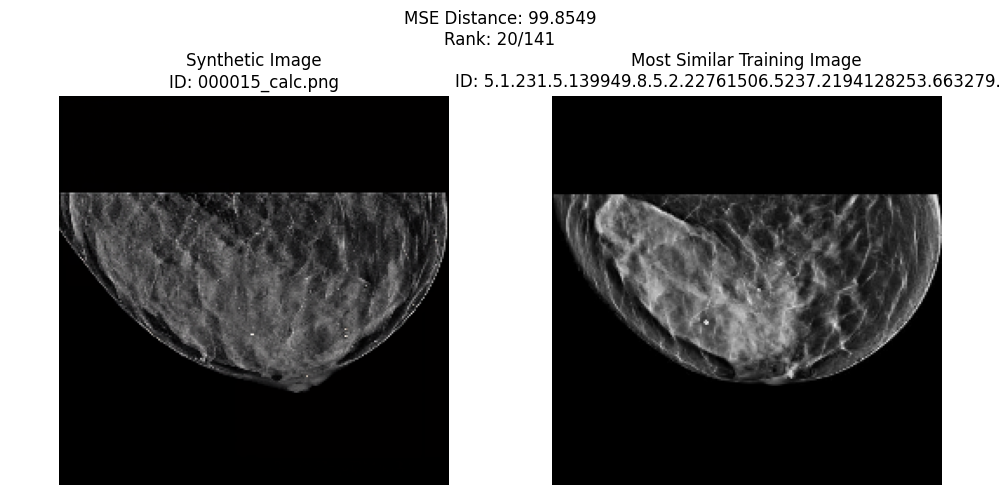 MSE Distance: 99.8549
Rank: 20/141
Synthetic Image
ID: 000015_calc.png
Most Similar Training Image
ID: 5.1.231.5.139949.8.5.2.22761506.5237.2194128253.663279.